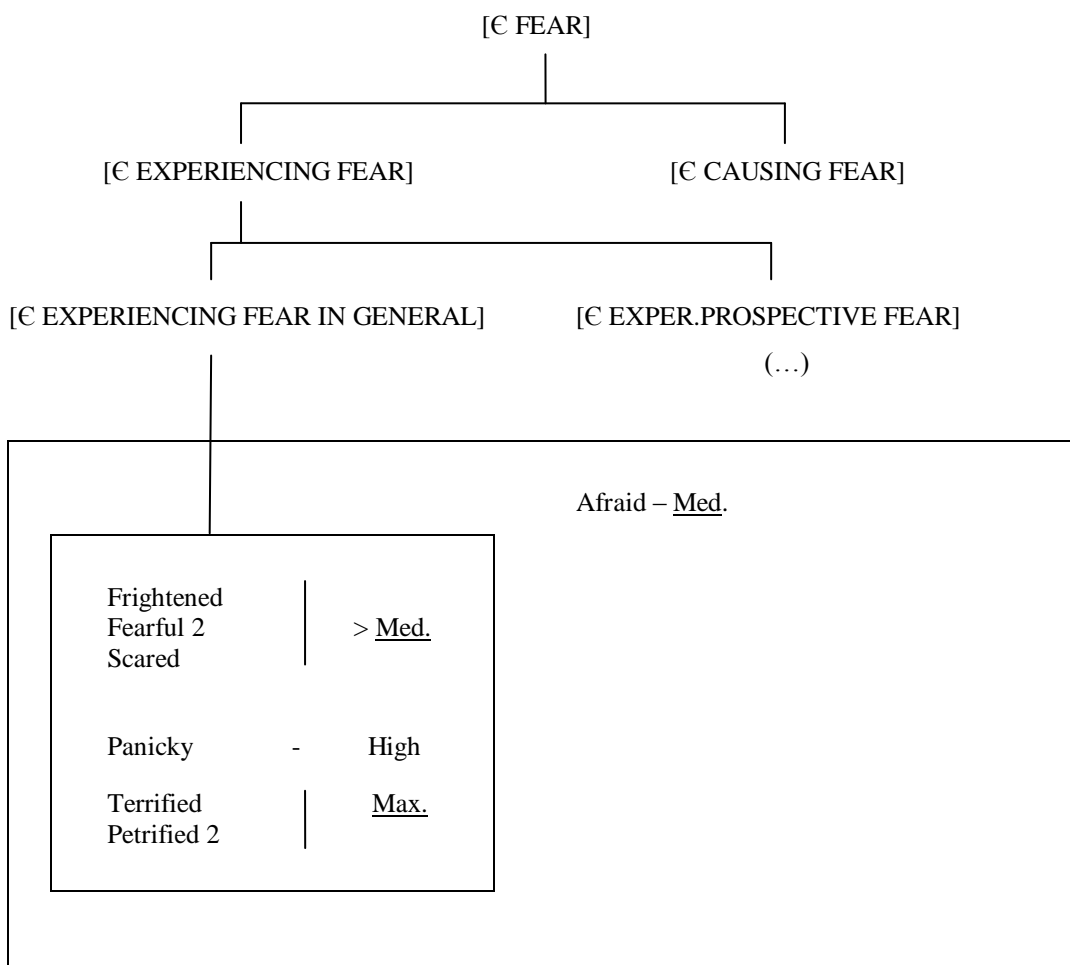 [Є FEAR]
[Є EXPERIENCING FEAR] [Є CAUSING FEAR]
[Є EXPERIENCING FEAR IN GENERAL] [Є EXPER.PROSPECTIVE FEAR]
(…)
Afraid – Med.
Frightened
Fearful 2 > Med.
Scared
Panicky - High
Terrified Max.
Petrified 2